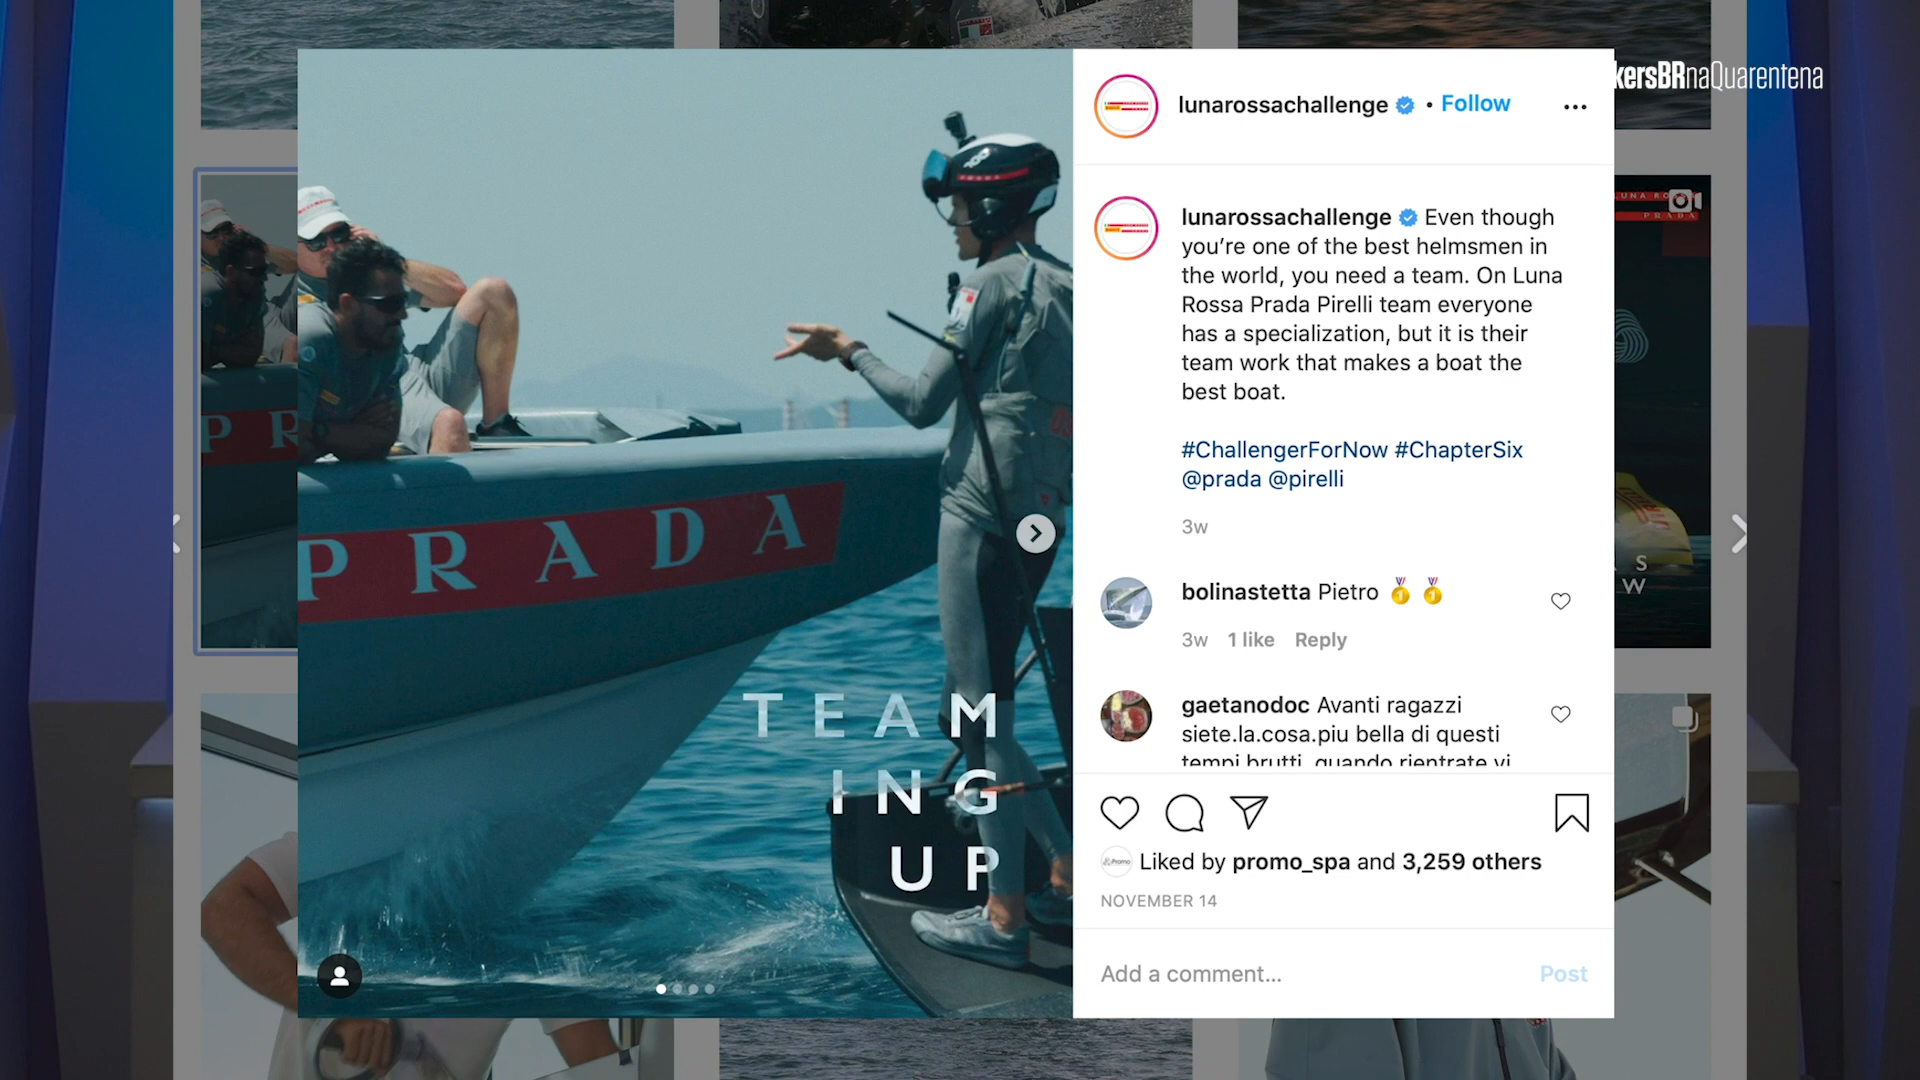 kersBRnaQuarentena
lunarossachallenge • Follow
lunarossachallenge Even though
you’re one of the best helmsmen in
the world, you need a team. On Luna
Rossa Prada Pirelli team everyone
has a specialization, but it is their
team work that makes a boat the
best boat.
#ChallengerForNow #ChapterSix
@prada @pirelli
3w
bolinastetta Pietro
3w 1 like Reply
gaetanodoc Avanti ragazzi
siete.la.cosa.piu bella di questi
tempi brutti, quando rientrate vi
Liked by promo_spa and 3,259 others
NOVEMBER 14
Add a comment... Post
PRADA
PRADA
TEAM
ING
UP
P R
LUNA RO
PRADA
S
W